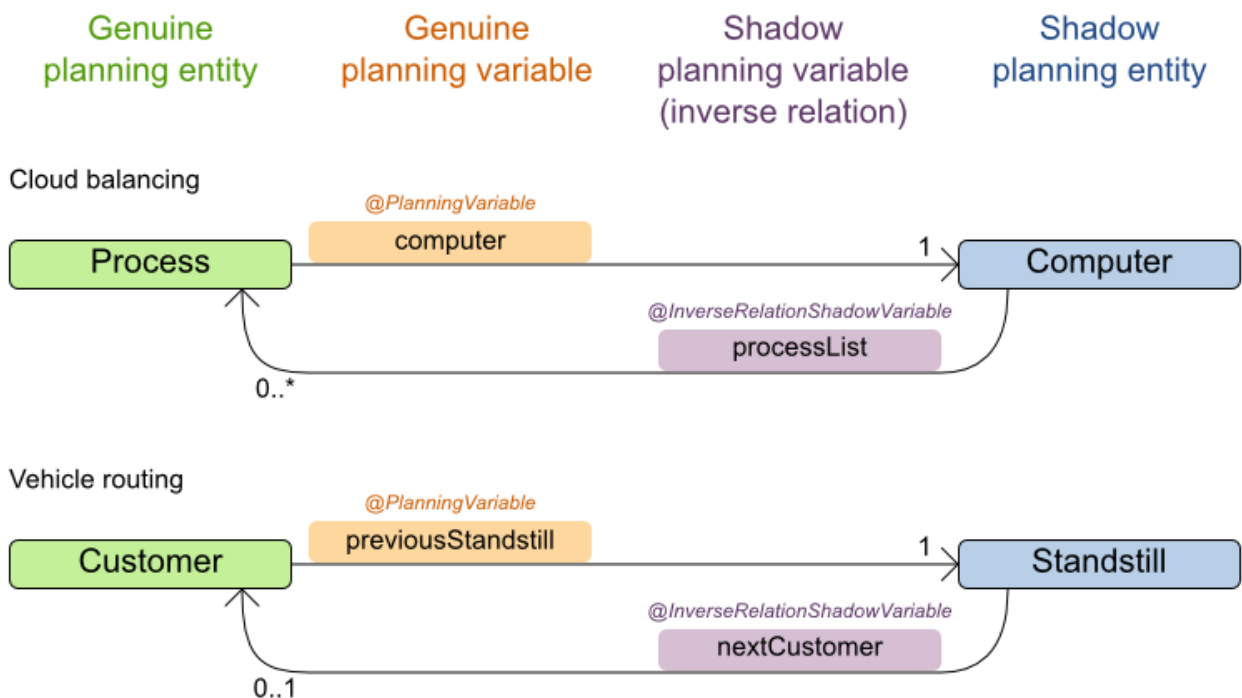 Genuine
planning entity
Genuine
planning variable
Shadow
planning variable
(inverse relation)
Shadow
planning entity
Cloud balancing
@PlanningVariable
computer
Process
1
Computer
@InverseRelationShadowVariable
processList
0..*
Vehicle routing
@PlanningVariable
previousStandstill
Customer
1
Standstill
@InverseRelationShadowVariable
nextCustomer
0..1